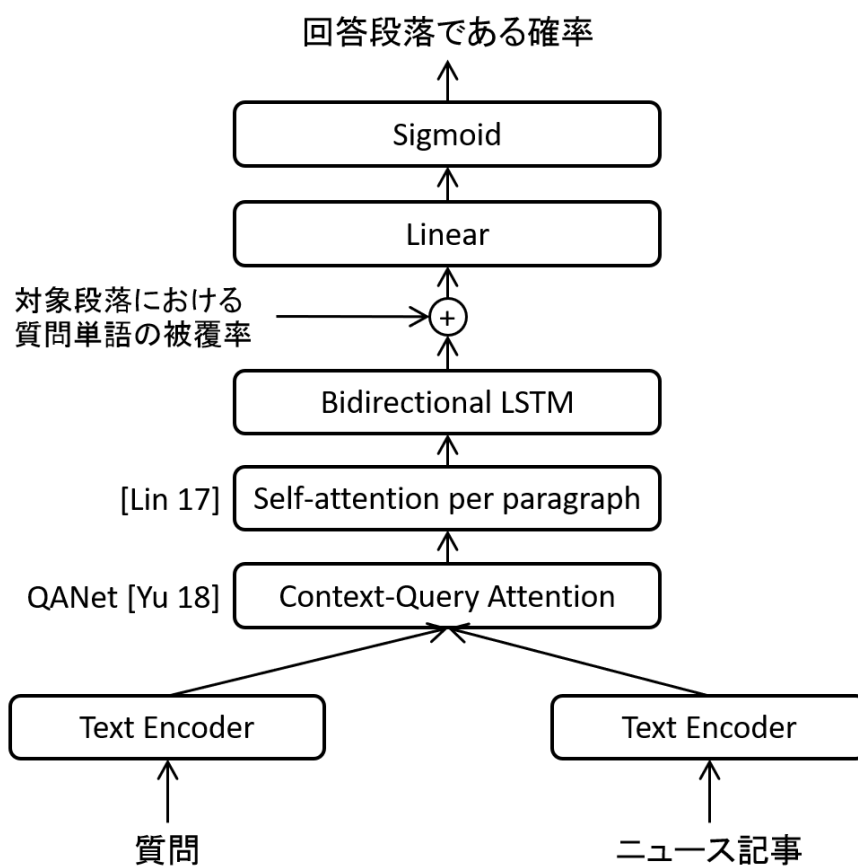 回答段落である確率
Sigmoid
Linear
対象段落における
質問単語の被覆率
+
Bidirectional LSTM
[Lin 17]
Self-attention per paragraph
QANet [Yu 18]
Context-Query Attention
Text Encoder
Text Encoder
質問
ニュース記事